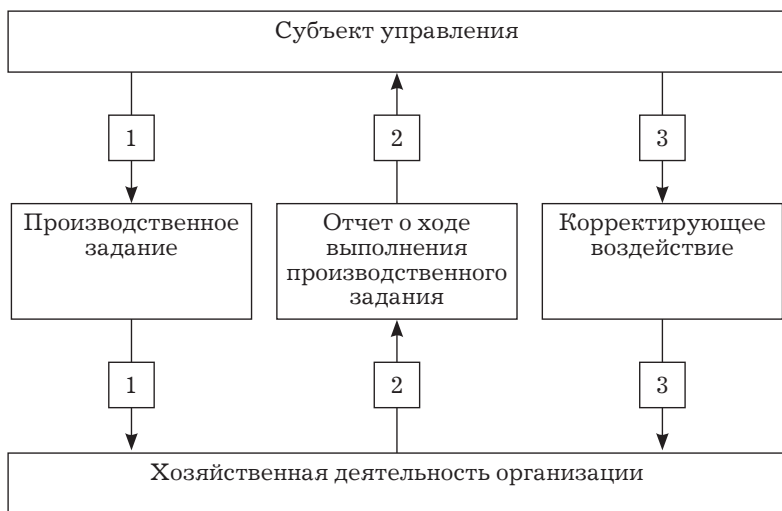 Субъект управления
1
2
3
Производственное
задание
Отчет о ходе
выполнения
производственного
задания
Корректирующее
воздействие
1
2
3
Хозяйственная деятельность организации